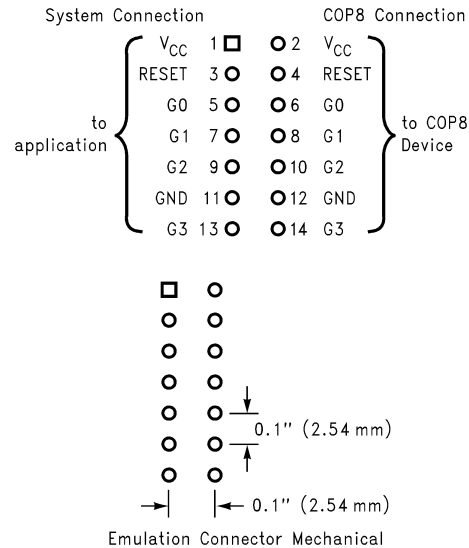 System Connection COP8 Connection
VCC 1 2 VCC
RESET 3 4 RESET
G0 5 6 G0
to
application
G1 7 8 G1
to COP8
Device
G2 9 10 G2
GND 11 12 GND
G3 13 14 G3
0.1" (2.54 mm)
0.1" (2.54 mm)
Emulation Connector Mechanical